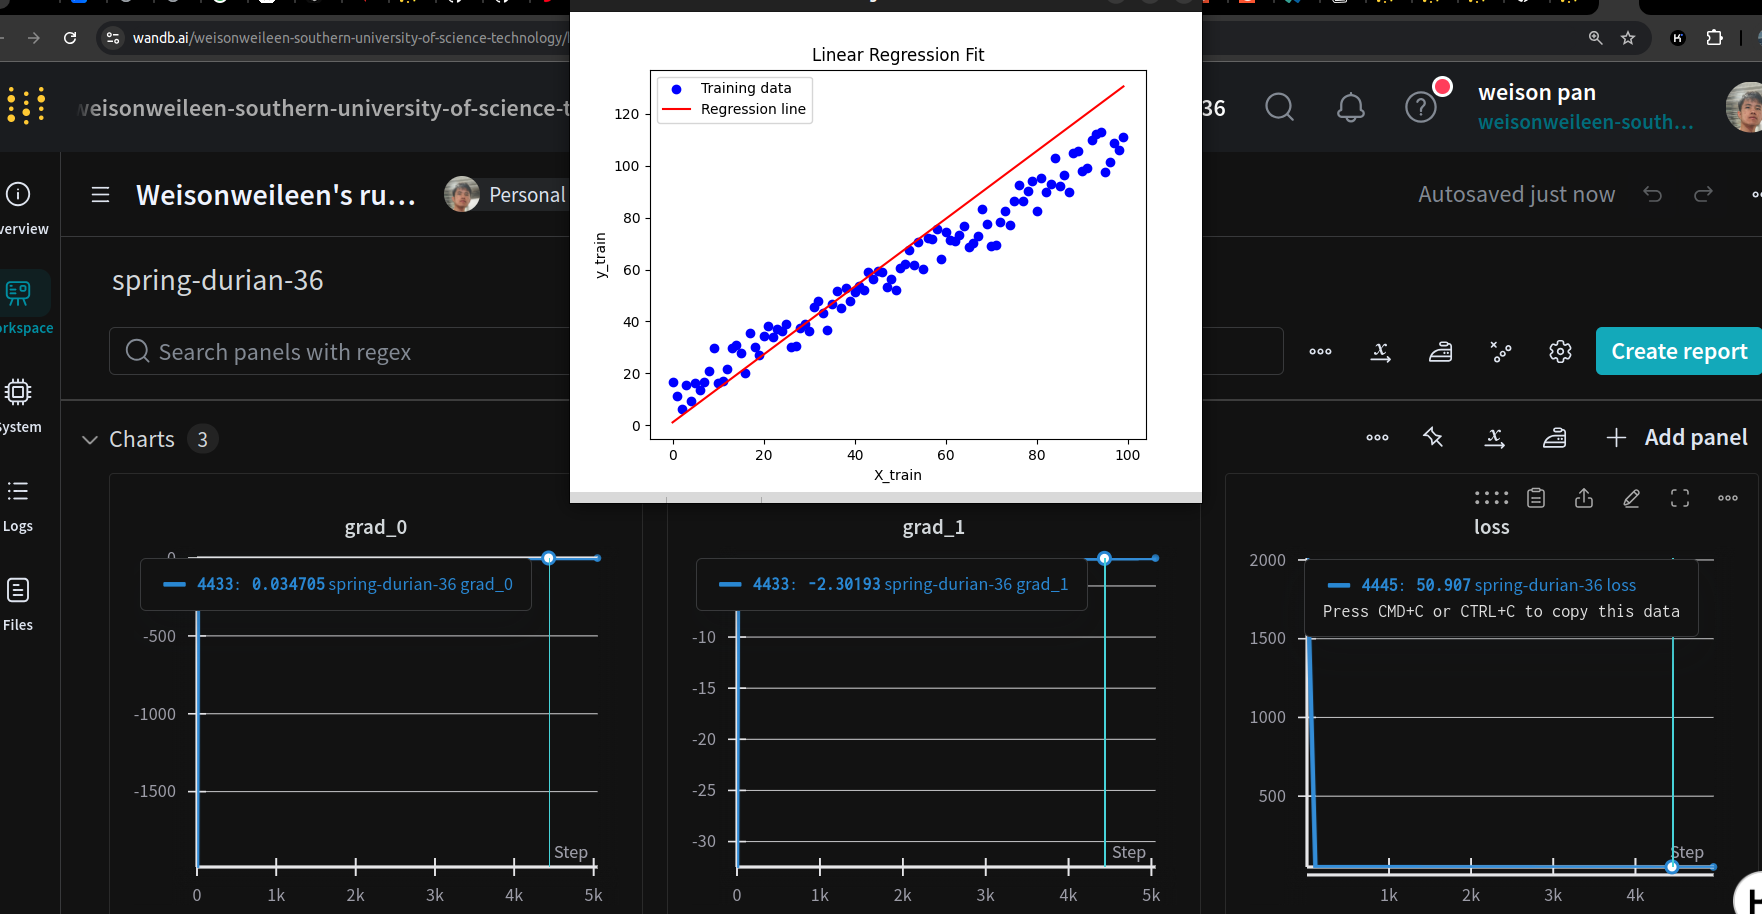 wandb.ai/weisonweileen-southern-university-of-science-technology/
weisonweileen-southern-university-of-science-t
36
weison pan
weisonweileen-south...
Weisonweileen's ru...
Personal
Autosaved just now
verview
orkspace
System
Logs
Files
spring-durian-36
Search panels with regex
Create report
Charts 3
Add panel
Linear Regression Fit
Training data
Regression line
y_train
120
100
80
60
40
20
0
0 20 40 60 80 100
X_train
grad_0
0
4433: 0.034705 spring-durian-36 grad_0
-500
-1000
-1500
Step
0 1k 2k 3k 4k 5k
grad_1
4433: -2.30193 spring-durian-36 grad_1
-10
-15
-20
-25
-30
Step
0 1k 2k 3k 4k 5k
loss
2000
4445: 50.907 spring-durian-36 loss
Press CMD+C or CTRL+C to copy this data
1500
1000
500
Step
1k 2k 3k 4k